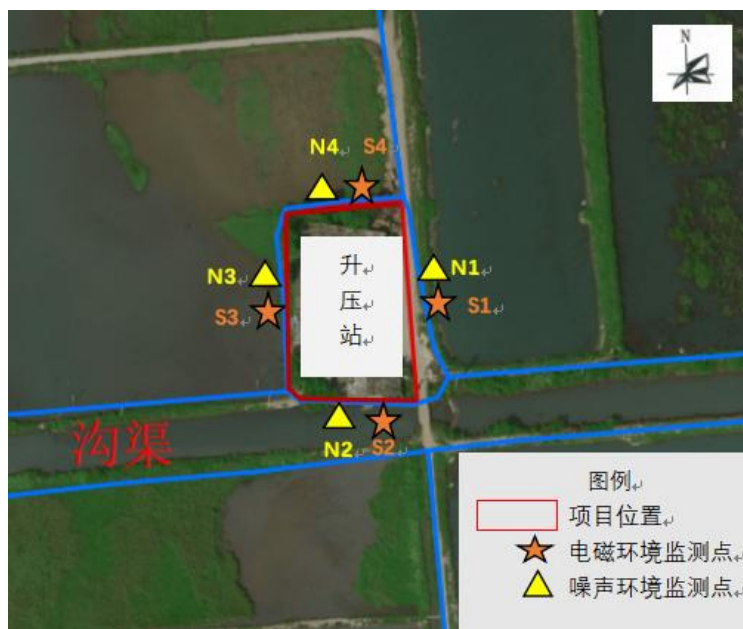 N
N4 S4
N3
升
压
站
N1
S3
S1
N2 S2
沟渠
图例
项目位置
电磁环境监测点
噪声环境监测点